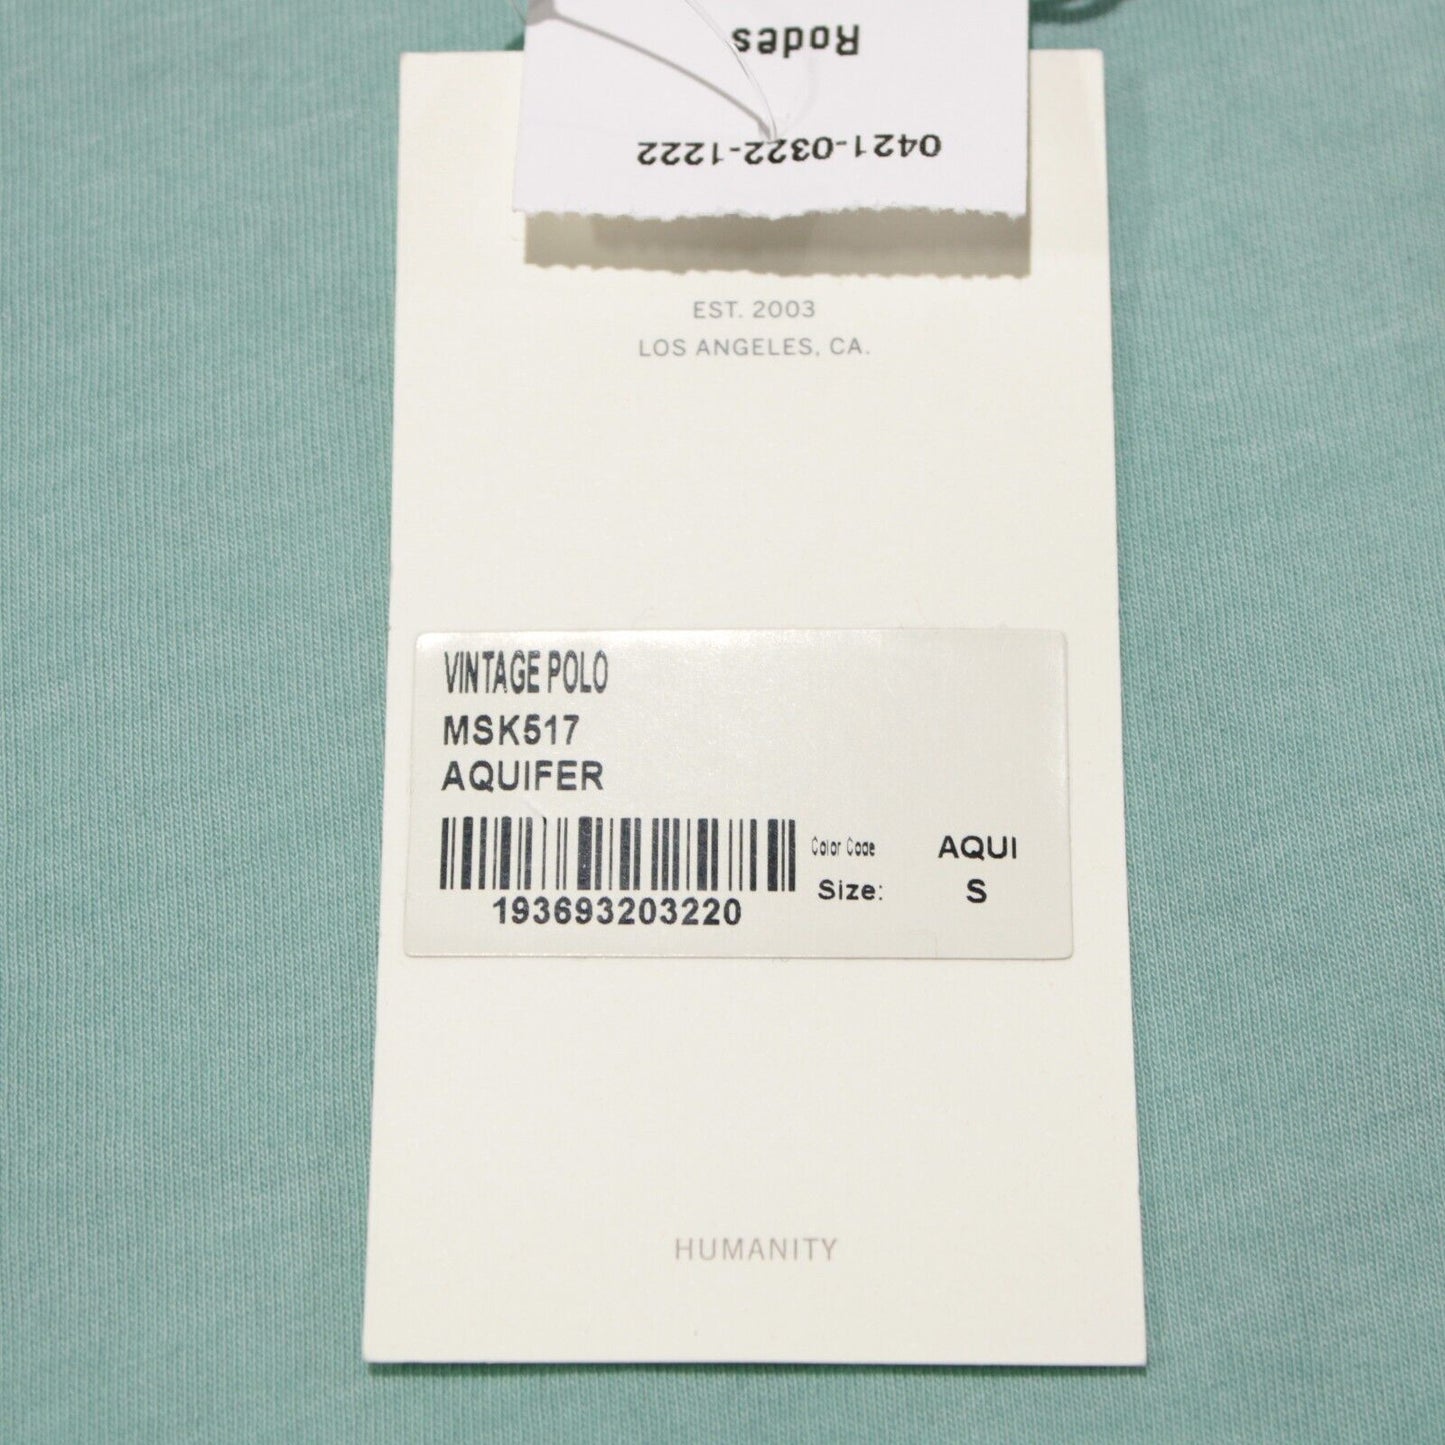 Rodes
0421-0322-1222
EST. 2003
LOS ANGELES, CA.
VINTAGE POLO
MSK517
AQUIFER
Color Code AQUI
193693203220
Size: S
HUMANITY